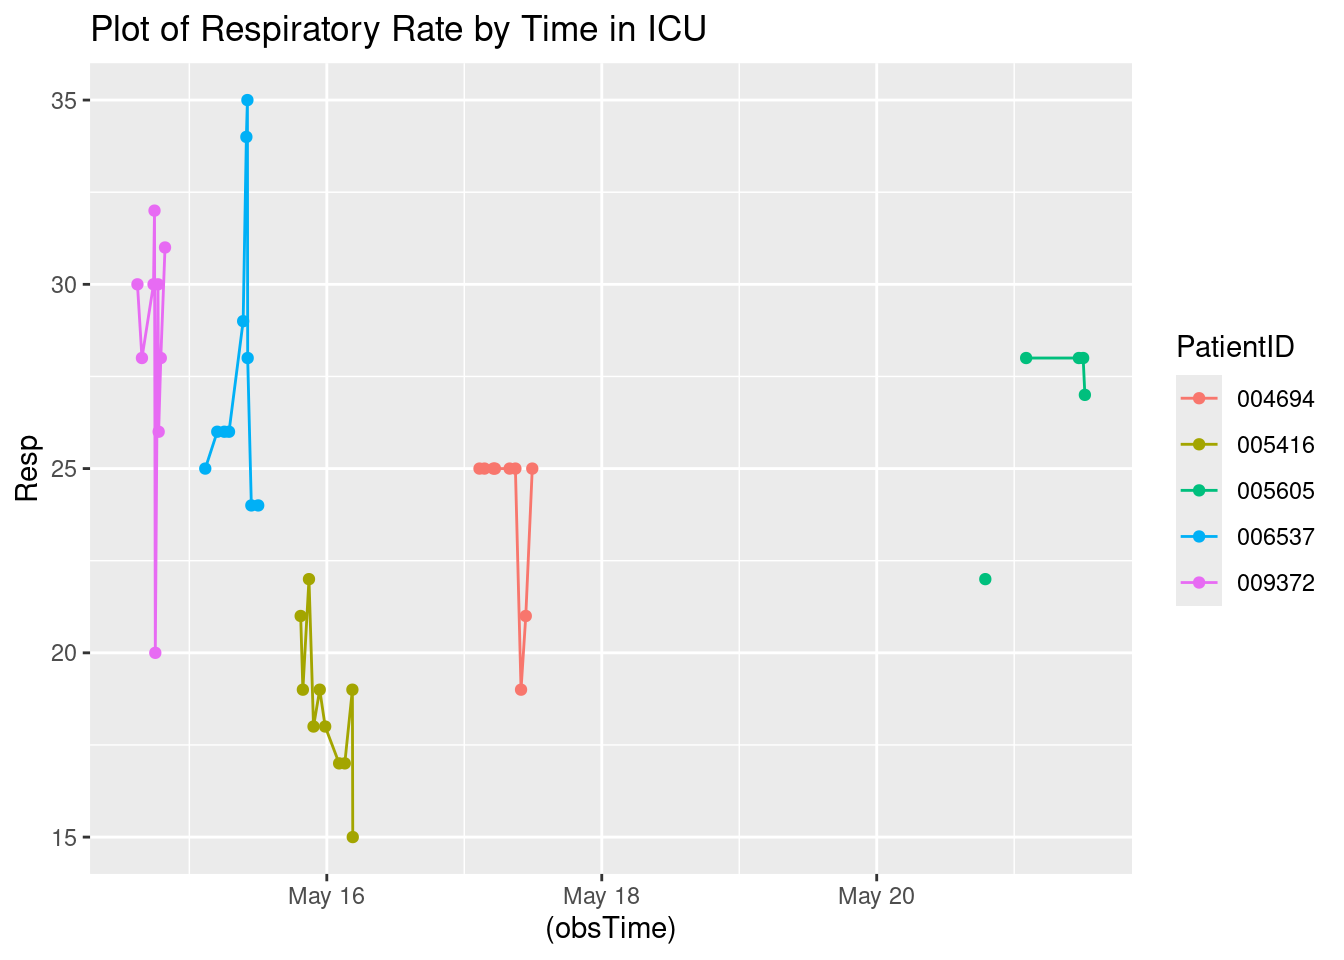 Plot of Respiratory Rate by Time in ICU
35
30
25
20
15
Resp
May 16
May 18
May 20
(obsTime)
PatientID
004694
005416
005605
006537
009372